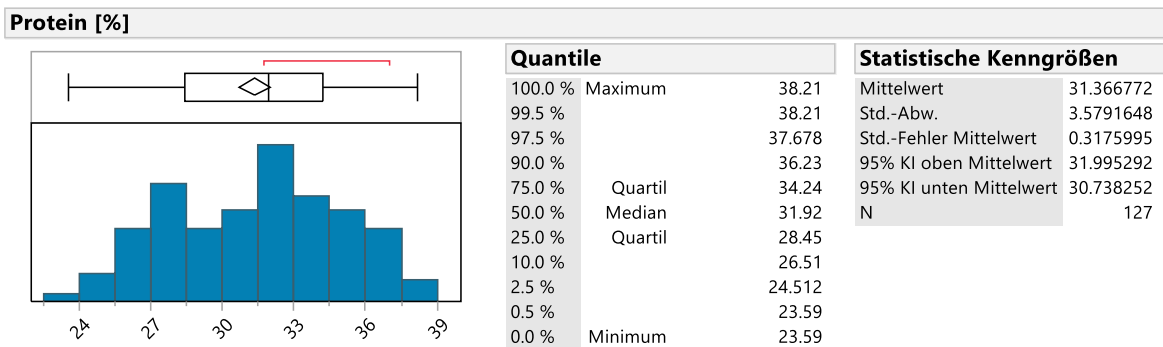 Protein [%]
24 27 30 33 36 39
Quantile
100.0 % Maximum 38.21
99.5 % 38.21
97.5 % 37.678
90.0 % 36.23
75.0 % Quartil 34.24
50.0 % Median 31.92
25.0 % Quartil 28.45
10.0 % 26.51
2.5 % 24.512
0.5 % 23.59
0.0 % Minimum 23.59
Statistische Kenngrößen
Mittelwert 31.366772
Std.-Abw. 3.5791648
Std.-Fehler Mittelwert 0.3175995
95% KI oben Mittelwert 31.995292
95% KI unten Mittelwert 30.738252
N 127